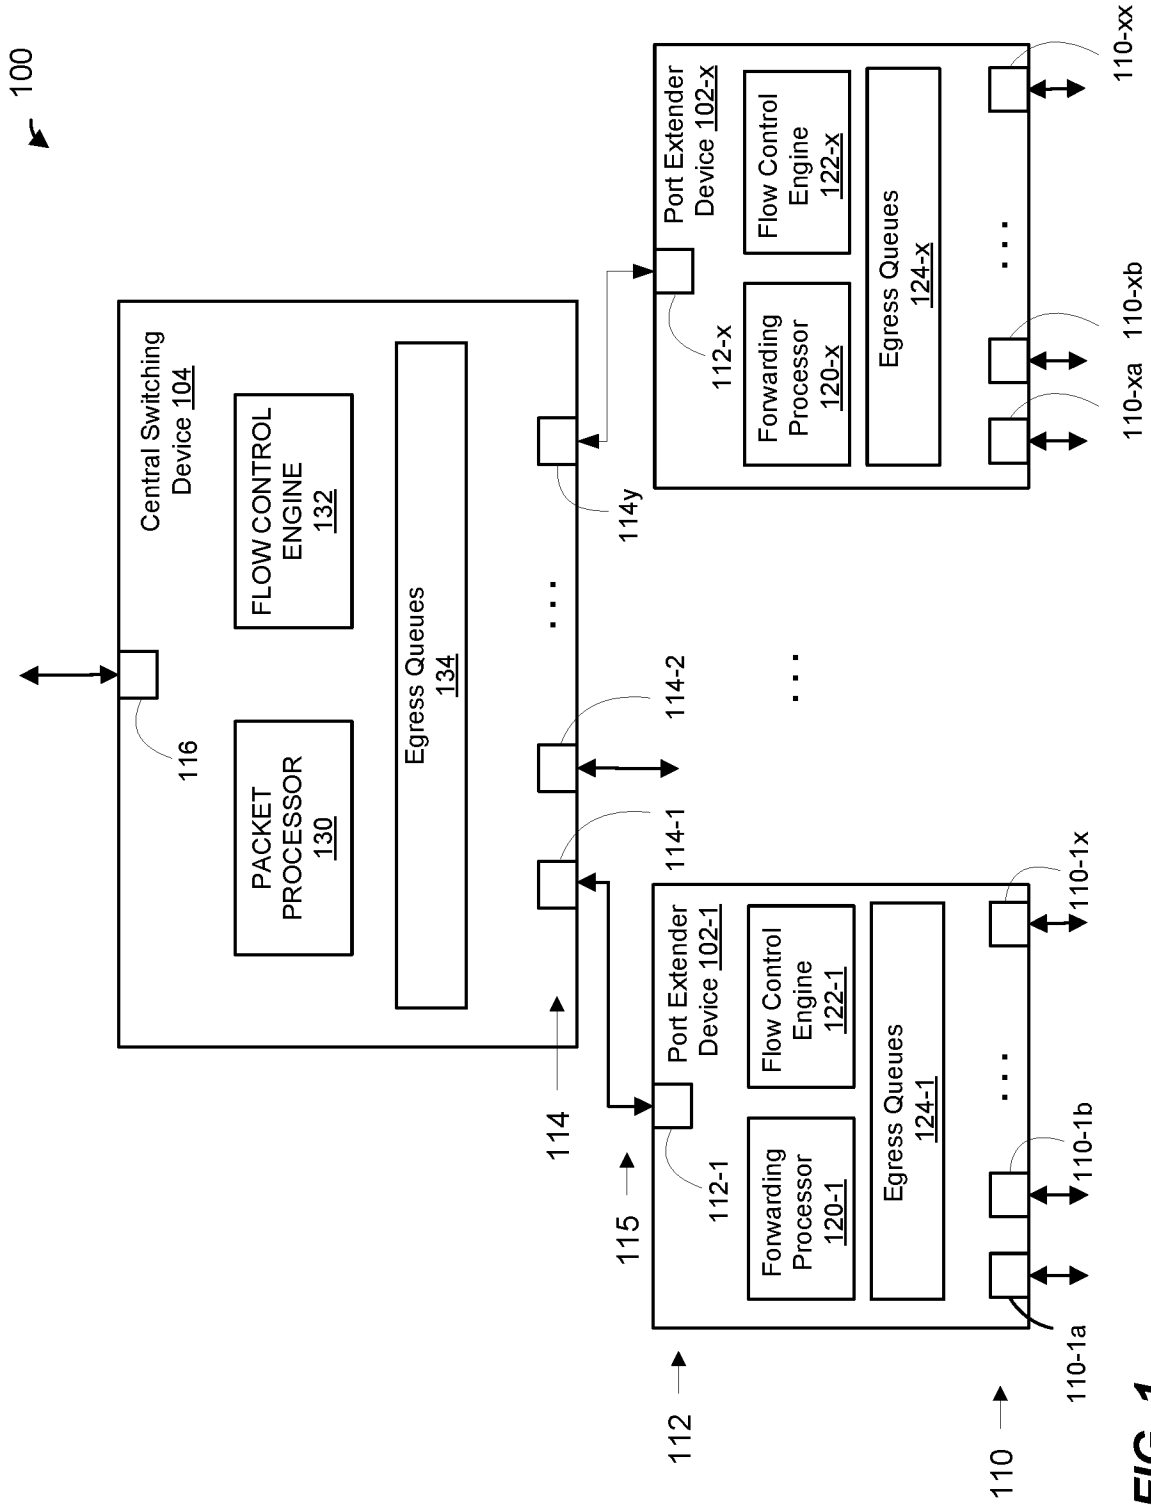 100
116
Central Switching
Device 104
PACKET
PROCESSOR
130
FLOW CONTROL
ENGINE
132
Egress Queues
134
114
. . .
114-1
114-2
114y
115
112
112-1
Port Extender
Device 102-1
Forwarding
Processor
120-1
Flow Control
Engine
122-1
Egress Queues
124-1
. . .
110
110-1a
110-1b
110-1x
. . .
112-x
Port Extender
Device 102-x
Forwarding
Processor
120-x
Flow Control
Engine
122-x
Egress Queues
124-x
. . .
110-xa
110-xb
110-xx
FIG. 1